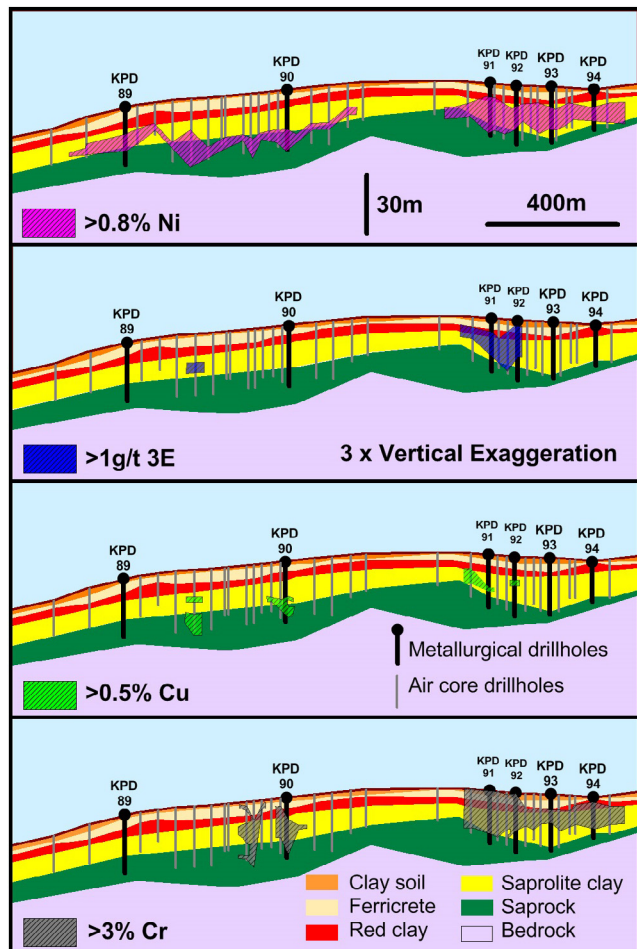 KPD
89
KPD
90
KPD
91
KPD
92
KPD
93
KPD
94
30m
400m
>0.8% Ni
KPD
89
KPD
90
KPD
91
KPD
92
KPD
93
KPD
94
>1g/t 3E
3 x Vertical Exaggeration
KPD
89
KPD
90
KPD
91
KPD
92
KPD
93
KPD
94
Metallurgical drillholes
Air core drillholes
>0.5% Cu
KPD
89
KPD
90
KPD
91
KPD
92
KPD
93
KPD
94
Clay soil
Saprolite clay
Ferricrete
Saprock
Red clay
Bedrock
>3% Cr